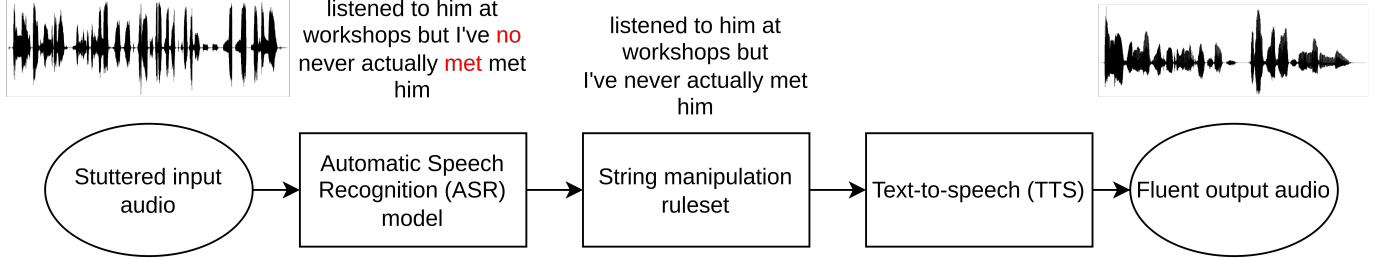 listened to him at
workshops but I've no
never actually met met
him
listened to him at
workshops but
I've never actually met
him
Stuttered input
audio
Automatic Speech
Recognition (ASR)
model
String manipulation
ruleset
Text-to-speech (TTS)
Fluent output audio